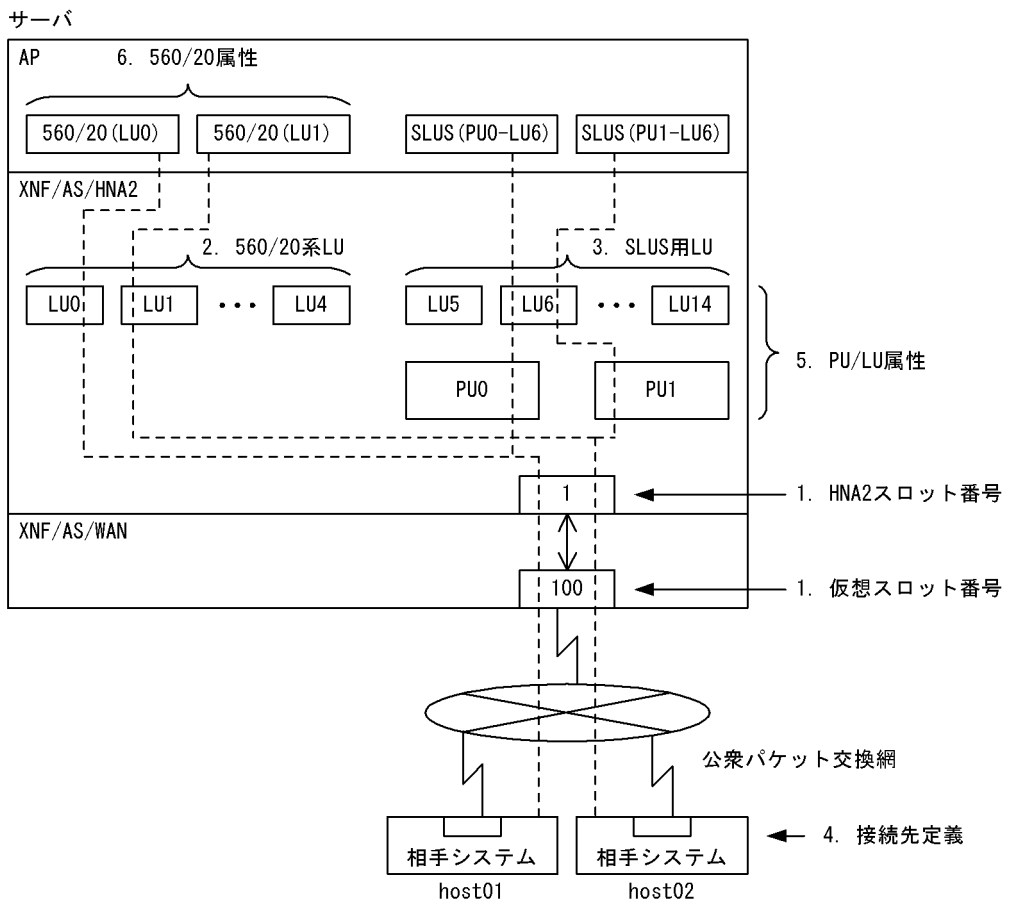 サーバ
AP 6. 560/20属性
560/20(LU0) 560/20(LU1) SLUS(PU0-LU6) SLUS(PU1-LU6)
XNF/AS/HNA2
2. 560/20系LU 3. SLUS用LU
LU0 LU1 ••• LU4 LU5 LU6 ••• LU14
5. PU/LU属性
PU0 PU1
1 1. HNA2スロット番号
XNF/AS/WAN
100 1. 仮想スロット番号
公衆パケット交換網
4. 接続先定義
相手システム 相手システム
host01 host02